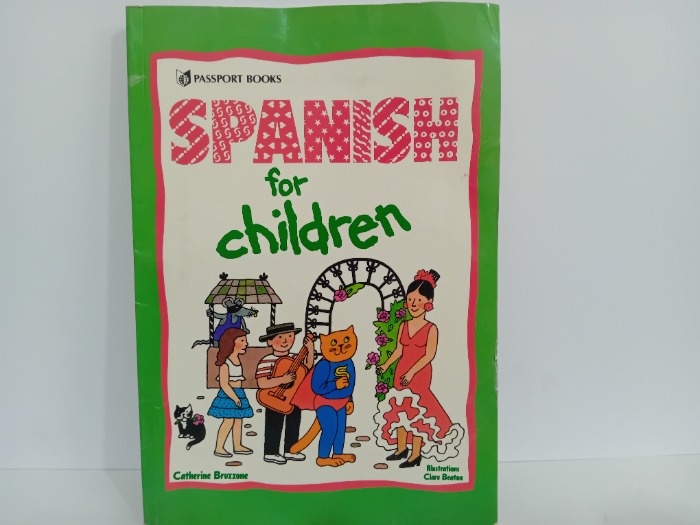 PASSPORT BOOKS
SPANISH
for
children
S
Catherine Bruzzone
Illustrations
Clare Beaton